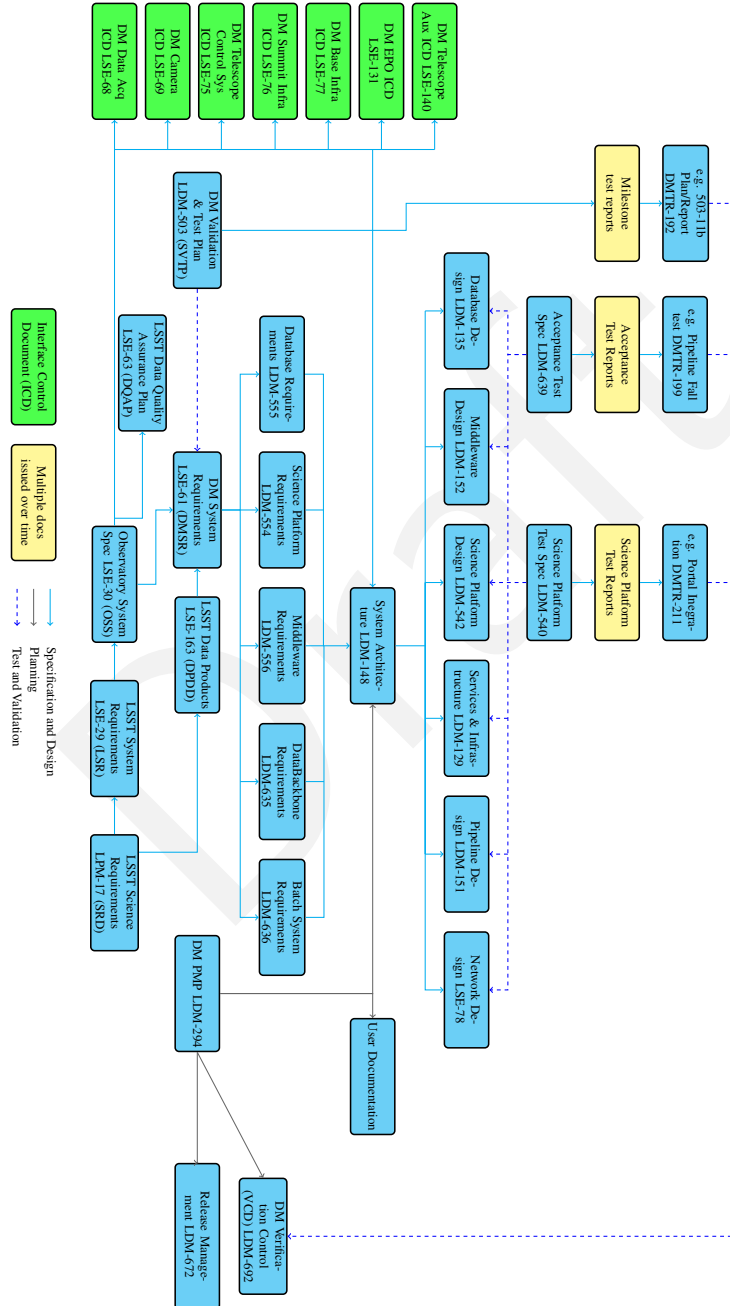 DM Telescope
Aux ICD LSE-140
DM EPO ICD
LSE-131
DM Base Infra
ICD LSE-77
DM Summit Infra
ICD LSE-76
DM Telescope
Control Sys
ICD LSE-75
DM Camera
ICD LSE-69
DM Data Acq
ICD LSE-68
e.g. 503-11b
Plan/Report
DMTR-192
Milestone
test reports
DM Validation
& Test Plan
LDM-503 (SVTP)
e.g. Pipeline Fall
test DMTR-199
Acceptance
Test Reports
Acceptance Test
Spec LDM-639
Database De-
sign LDM-135
Database Require-
ments LDM-555
LSST Data Quality
Assurance Plan
LSE-63 (DQAP)
Middleware
Design LDM-152
Science Platform
Requirements
LDM-554
DM System
Requirements
LSE-61 (DMSR)
e.g. Portal Inegra-
tion DMTR-211
Science Platform
Test Reports
Science Platform
Test Spec LDM-540
Science Platform
Design LDM-542
System Architec-
ture LDM-148
Middleware
Requirements
LDM-556
LSST Data Products
LSE-163 (DPDD)
Observatory System
Spec LSE-30 (OSS)
Services & Infras-
tructure LDM-129
DataBackbone
Requirements
LDM-635
LSST System
Requirements
LSE-29 (LSR)
Pipeline De-
sign LDM-151
Batch System
Requirements
LDM-636
LSST Science
Requirements
LPM-17 (SRD)
Network De-
sign LSE-78
User Documentation
DM PMP LDM-294
DM Verifica-
tion Control
(VCD) LDM-692
Release Manage-
ment LDM-672
Interface Control
Document (ICD)
Multiple docs
issued over time
Specification and Design
Planning
Test and Validation
Draft